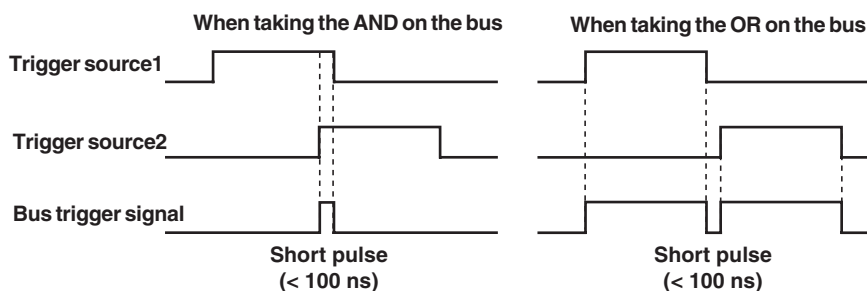 When taking the AND on the bus
When taking the OR on the bus
Trigger source1
Trigger source2
Bus trigger signal
Short pulse
(< 100 ns)
Short pulse
(< 100 ns)